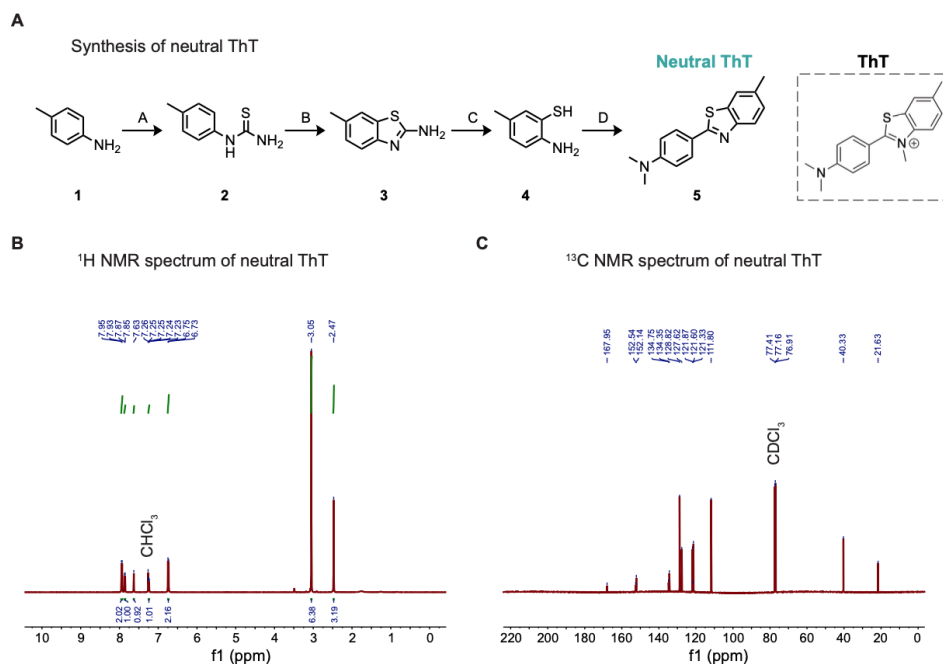 A
Synthesis of neutral ThT
Neutral ThT
ThT
A
B
C
D
NH₂
S
N
H
NH₂
S
N
NH₂
SH
NH₂
S
N
N
S
N
⊕
N
1
2
3
4
5
B
¹H NMR spectrum of neutral ThT
7.95
7.93
7.87
7.85
7.63
7.26
7.25
7.25
7.24
7.23
6.75
6.73
3.05
2.47
CHCl₃
2.02
1.00
0.92
1.01
2.16
6.38
3.19
10 9 8 7 6 5 4 3 2 1 0
f1 (ppm)
C
¹³C NMR spectrum of neutral ThT
167.95
152.54
152.14
134.75
134.35
128.82
127.62
121.87
121.60
121.33
111.80
77.41
77.16
76.91
40.33
21.63
CDCl₃
220 200 180 160 140 120 100 80 60 40 20 0
f1 (ppm)